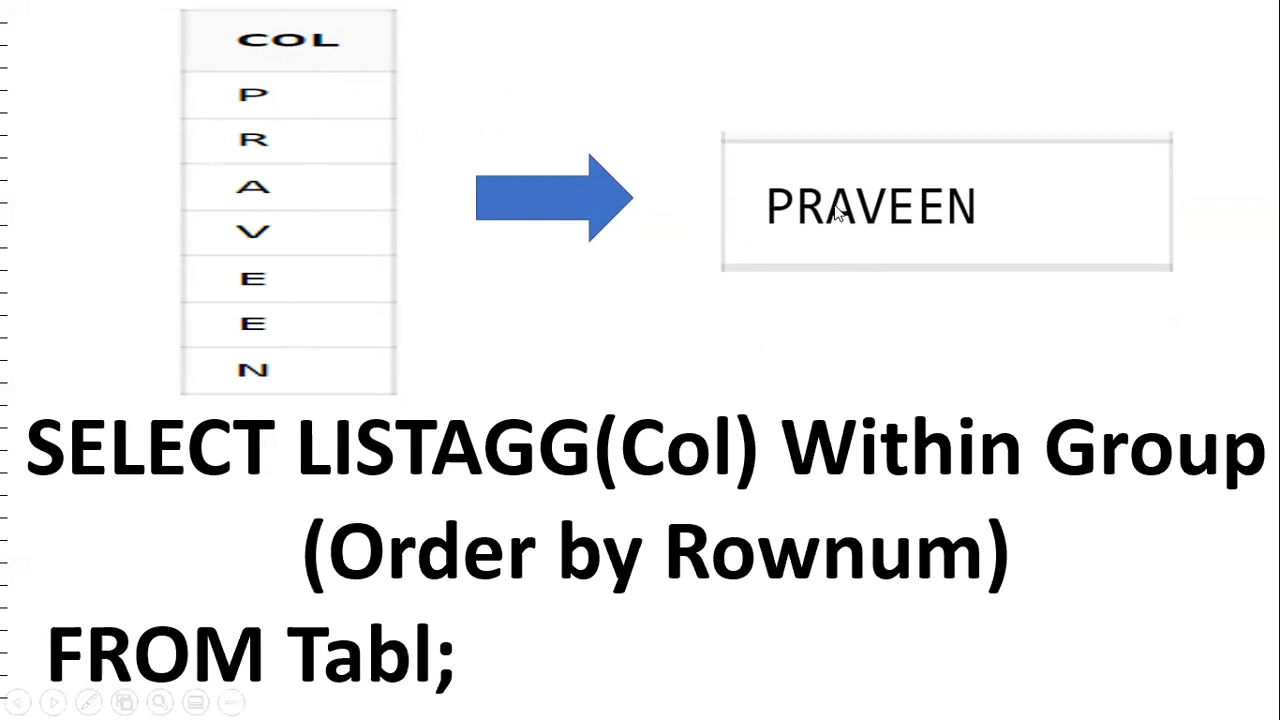 COL
P
R
A
V
E
E
N
PRAVEEN
SELECT LISTAGG(Col) Within Group
(Order by Rownum)
FROM Tabl;